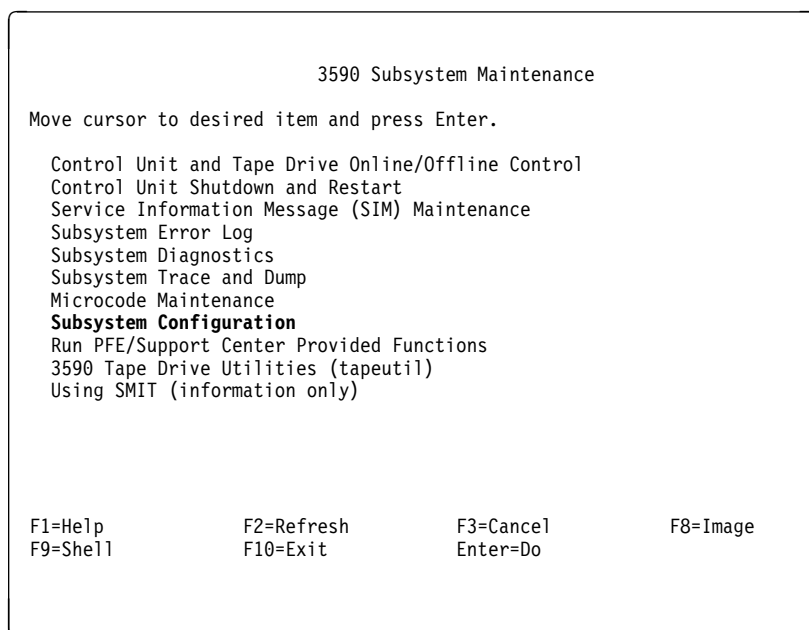 3590 Subsystem Maintenance
Move cursor to desired item and press Enter.
Control Unit and Tape Drive Online/Offline Control
Control Unit Shutdown and Restart
Service Information Message (SIM) Maintenance
Subsystem Error Log
Subsystem Diagnostics
Subsystem Trace and Dump
Microcode Maintenance
Subsystem Configuration
Run PFE/Support Center Provided Functions
3590 Tape Drive Utilities (tapeutil)
Using SMIT (information only)
F1=Help F2=Refresh F3=Cancel F8=Image
F9=Shell F10=Exit Enter=Do